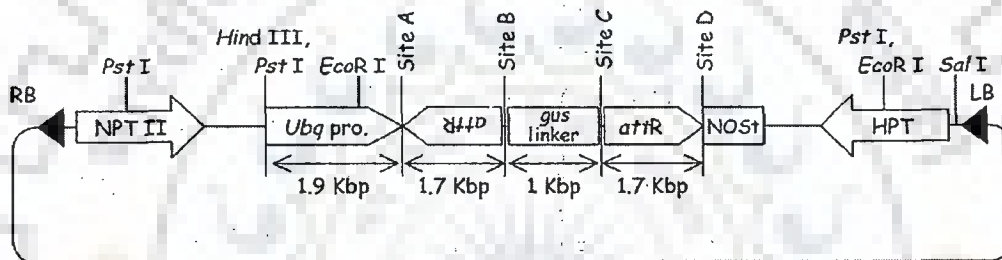 Hind III,
Pst I
Pst I
EcoR I
Site A
Site B
Site C
Site D
Pst I,
EcoR I
Sal I
RB
LB
NPT II
Ubq pro.
attR
gus
linker
attR
NOSt
HPT
1.9 Kbp
1.7 Kbp
1 Kbp
1.7 Kbp